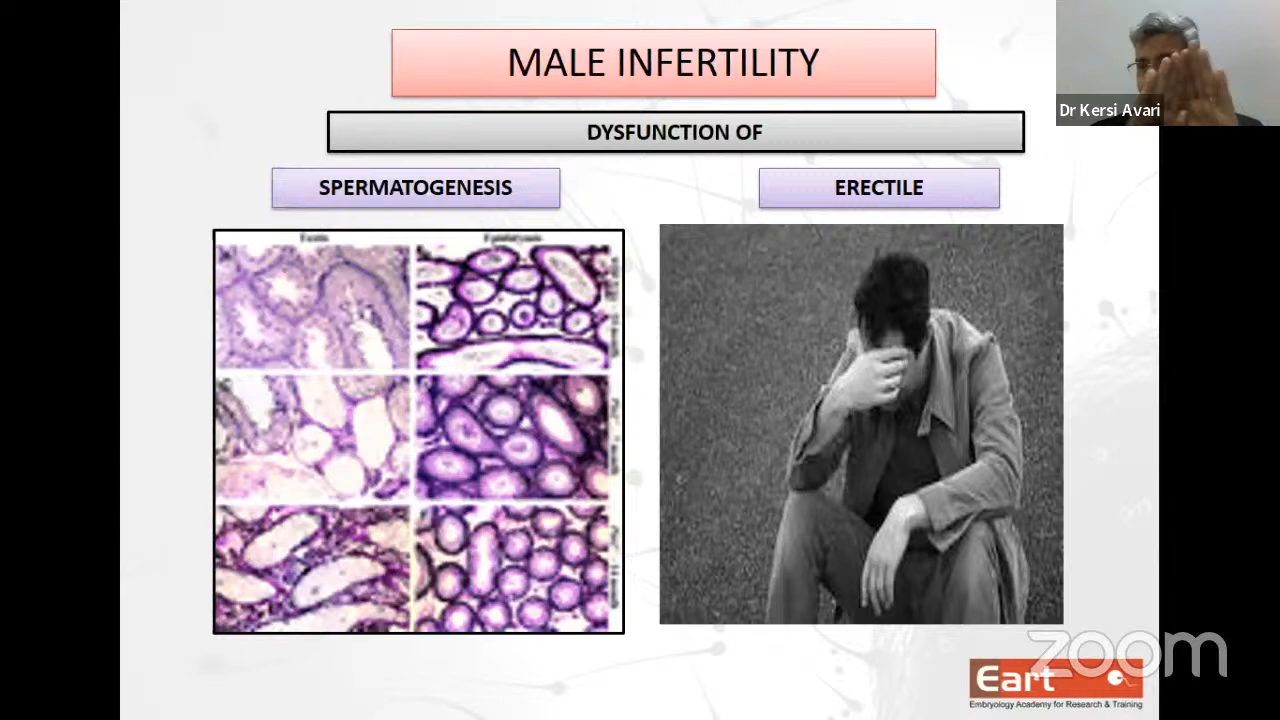 MALE INFERTILITY
Dr Kersi Avari
DYSFUNCTION OF
SPERMATOGENESIS
ERECTILE
zoom
Eart
Embryology Academy for Research & Training